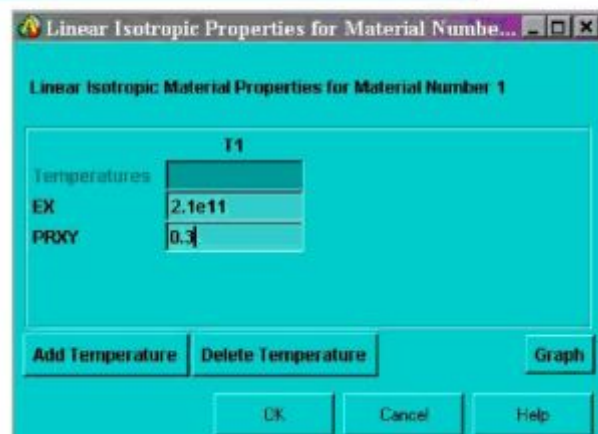 Linear Isotropic Properties for Material Numbe...
Linear Isotropic Material Properties for Material Number 1
T1
Temperatures
EX 2.1e11
PRXY 0.3
Add Temperature Delete Temperature Graph
OK Cancel Help